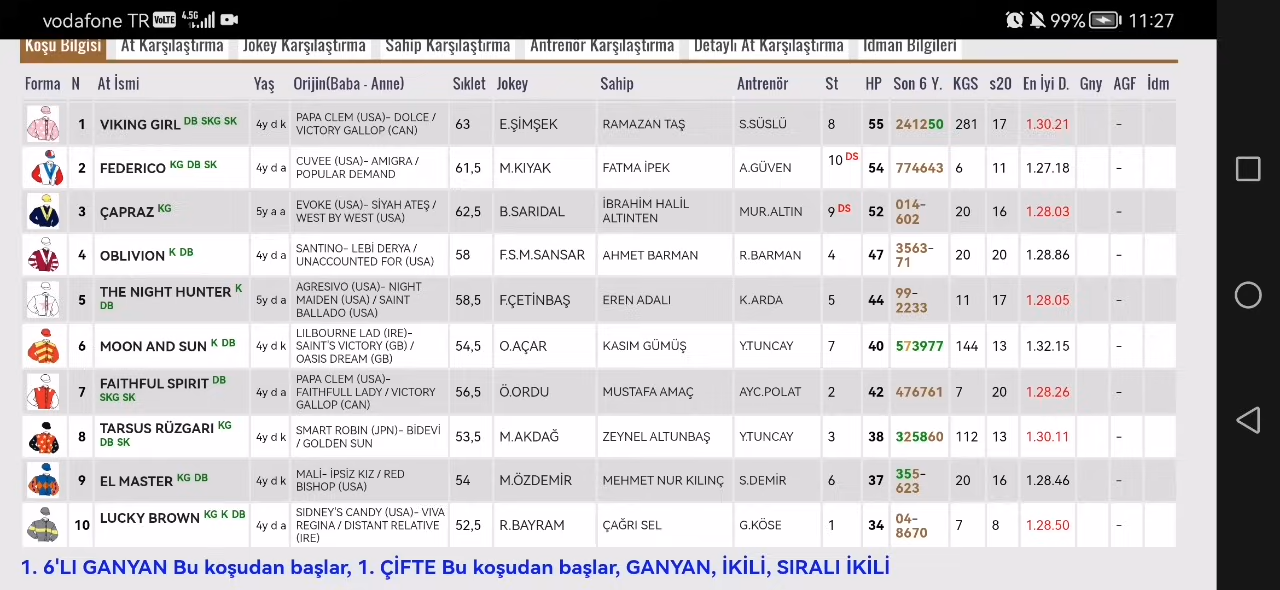 vodafone TR VoLTE 4.5G 99% 11:27
Koşu Bilgisi At Karşılaştırma Jokey Karşılaştırma Sahip Karşılaştırma Antrenör Karşılaştırma Detaylı At Karşılaştırma İdman Bilgileri
Forma N At İsmi Yaş Orijin(Baba - Anne) Sıklet Jokey Sahip Antrenör St HP Son 6 Y. KGS s20 En İyi D. Gny AGF İdm
1 VIKING GIRL DB SKG SK 4y d k PAPA CLEM (USA)- DOLCE / VICTORY GALLOP (CAN) 63 E.ŞİMŞEK RAMAZAN TAŞ S.SÜSLÜ 8 55 241250 281 17 1.30.21 -
2 FEDERICO KG DB SK 4y d a CUVEE (USA)- AMIGRA / POPULAR DEMAND 61,5 M.KIYAK FATMA İPEK A.GÜVEN 10 DS 54 774643 6 11 1.27.18 -
3 ÇAPRAZ KG 5y a a EVOKE (USA)- SİYAH ATEŞ / WEST BY WEST (USA) 62,5 B.SARIDAL İBRAHİM HALİL ALTINTEN MUR.ALTIN 9 DS 52 014-602 20 16 1.28.03 -
4 OBLIVION K DB 4y d a SANTINO- LEBİ DERYA / UNACCOUNTED FOR (USA) 58 F.S.M.SANSAR AHMET BARMAN R.BARMAN 4 47 3563-71 20 20 1.28.86 -
5 THE NIGHT HUNTER K DB 5y d a AGRESIVO (USA)- NIGHT MAIDEN (USA) / SAINT BALLADO (USA) 58,5 F.ÇETİNBAŞ EREN ADALI K.ARDA 5 44 99-2233 11 17 1.28.05 -
6 MOON AND SUN K DB 4y d k LILBOURNE LAD (IRE)- SAINT'S VICTORY (GB) / OASIS DREAM (GB) 54,5 O.AÇAR KASIM GÜMÜŞ Y.TUNCAY 7 40 573977 144 13 1.32.15 -
7 FAITHFUL SPIRIT DB SKG SK 4y d a PAPA CLEM (USA)- FAITHFULL LADY / VICTORY GALLOP (CAN) 56,5 Ö.ORDU MUSTAFA AMAÇ AYC.POLAT 2 42 476761 7 20 1.28.26 -
8 TARSUS RÜZGARI KG DB SK 4y d k SMART ROBIN (JPN)- BİDEVİ / GOLDEN SUN 53,5 M.AKDAĞ ZEYNEL ALTUNBAŞ Y.TUNCAY 3 38 325860 112 13 1.30.11 -
9 EL MASTER KG DB 4y d k MALİ- İPSİZ KIZ / RED BISHOP (USA) 54 M.ÖZDEMİR MEHMET NUR KILINÇ S.DEMİR 6 37 355-623 20 16 1.28.46 -
10 LUCKY BROWN KG K DB 4y d a SIDNEY'S CANDY (USA)- VIVA REGINA / DISTANT RELATIVE (IRE) 52,5 R.BAYRAM ÇAĞRI SEL G.KÖSE 1 34 04-8670 7 8 1.28.50 -
1. 6'LI GANYAN Bu koşudan başlar, 1. ÇİFTE Bu koşudan başlar, GANYAN, İKİLİ, SIRALI İKİLİ